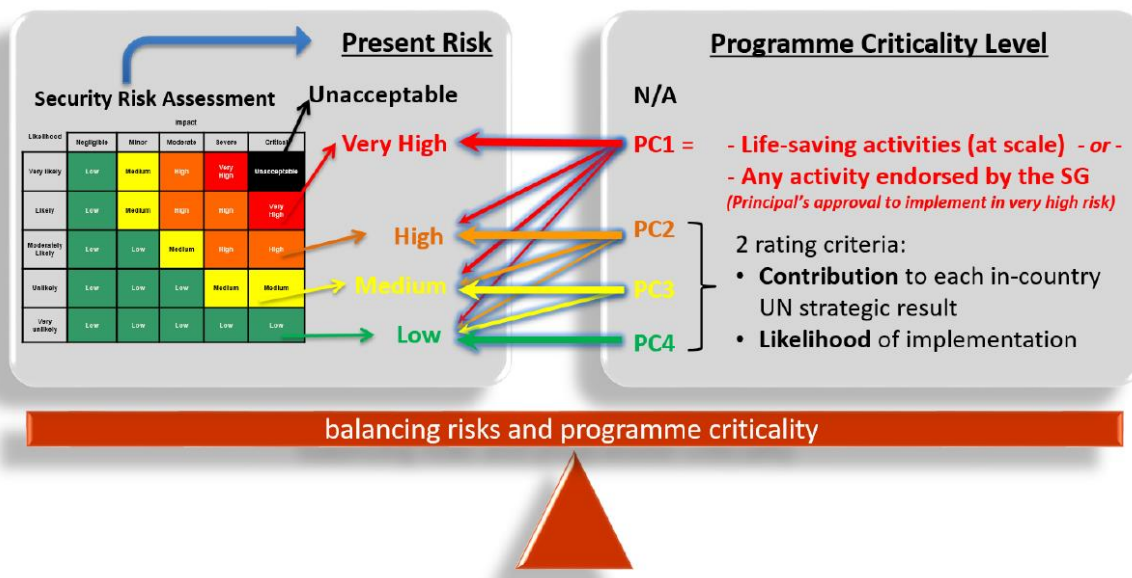 Present Risk
Security Risk Assessment
Unacceptable
Impact
Likelihood
Negligible
Minor
Moderate
Severe
Critical
Very likely
Low
Medium
High
Very High
Unacceptable
Likely
Low
Medium
High
High
Very High
Moderately Likely
Low
Low
Medium
High
High
Unlikely
Low
Low
Low
Medium
Medium
Very unlikely
Low
Low
Low
Low
Low
Very High
High
Medium
Low
Programme Criticality Level
N/A
PC1 = - Life-saving activities (at scale) - or -
- Any activity endorsed by the SG
(Principal's approval to implement in very high risk)
PC2
PC3
PC4
2 rating criteria:
• Contribution to each in-country
UN strategic result
• Likelihood of implementation
balancing risks and programme criticality